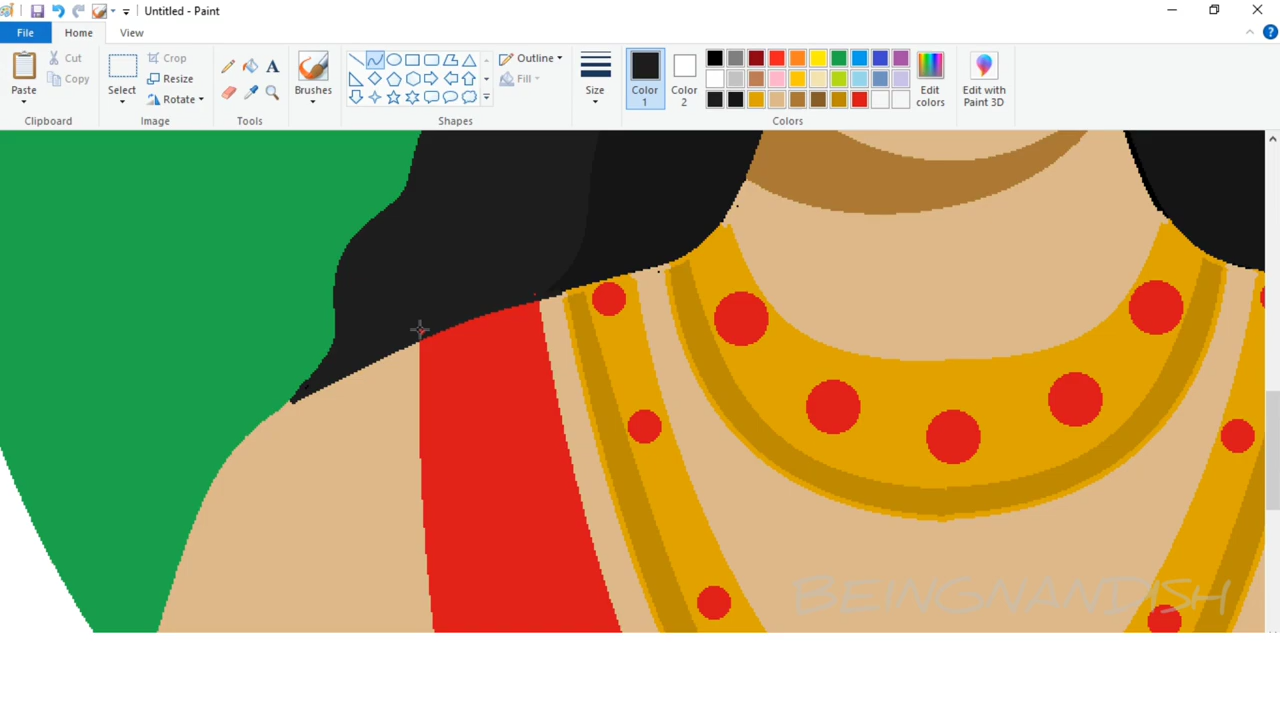 Untitled - Paint
File Home View
Paste Cut Copy
Clipboard
Select Crop Resize Rotate
Image
Tools
Brushes
Outline Fill
Shapes
Size
Color 1 Color 2
Edit colors
Colors
Edit with Paint 3D
BEINGNANDISH